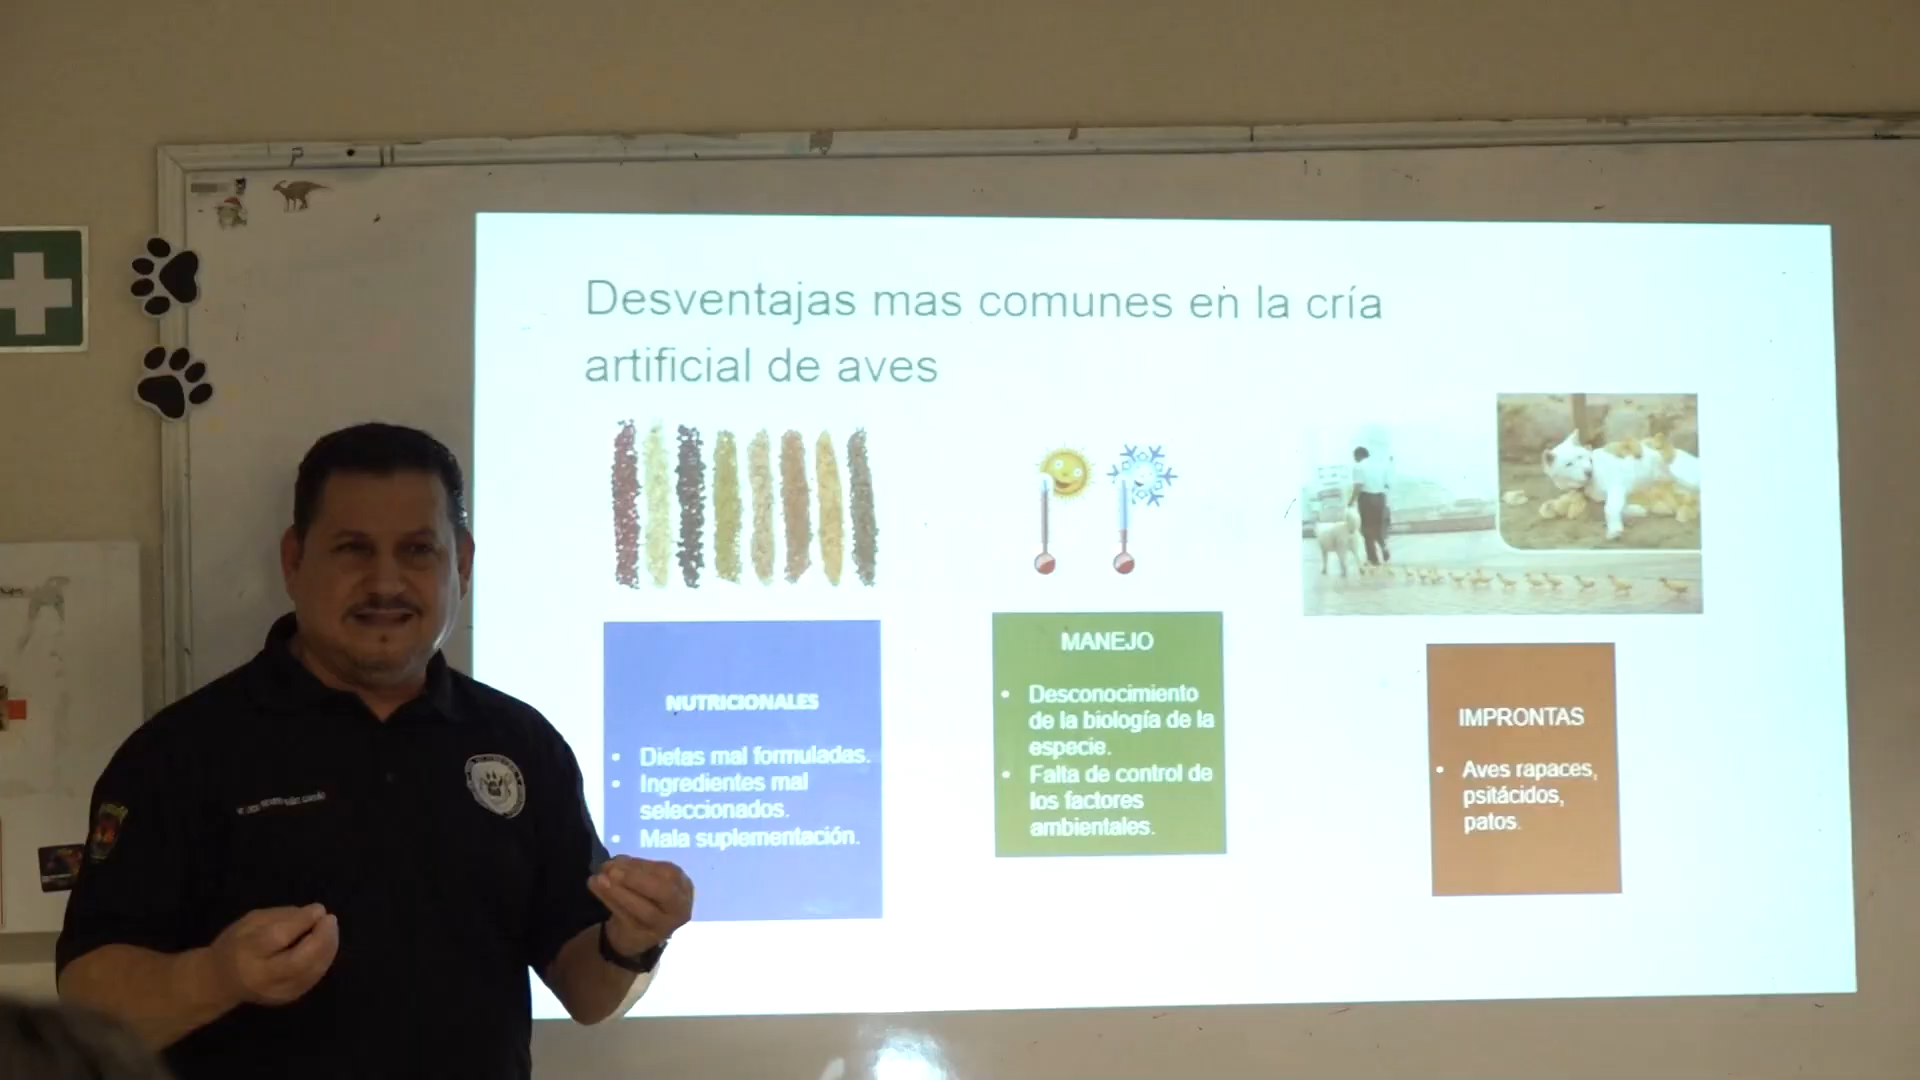 Desventajas mas comunes en la cría
artificial de aves
NUTRICIONALES
• Dietas mal formuladas.
• Ingredientes mal
seleccionados.
• Mala suplementación.
MANEJO
• Desconocimiento
de la biología de la
especie.
• Falta de control de
los factores
ambientales.
IMPRONTAS
• Aves rapaces,
psitácidos,
patos.